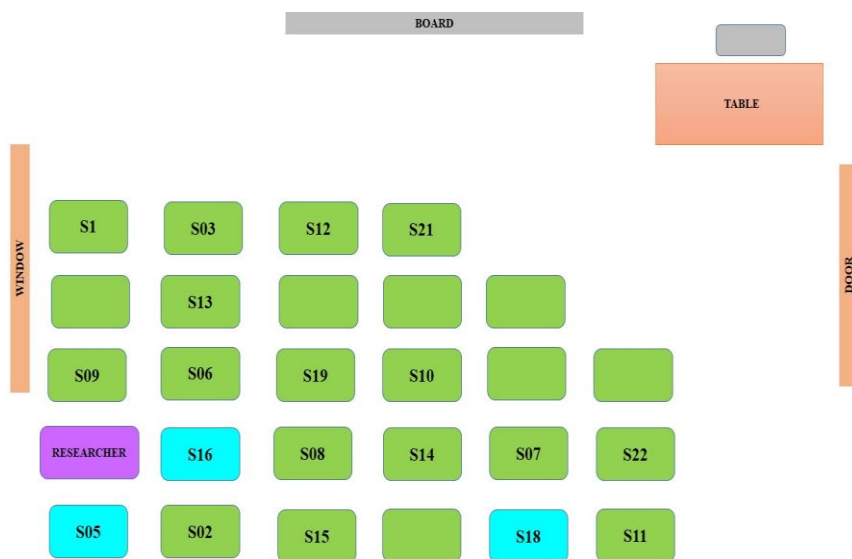 BOARD
TABLE
WINDOW
DOOR
S1 S03 S12 S21
S13
S09 S06 S19 S10
RESEARCHER S16 S08 S14 S07 S22
S05 S02 S15 S18 S11